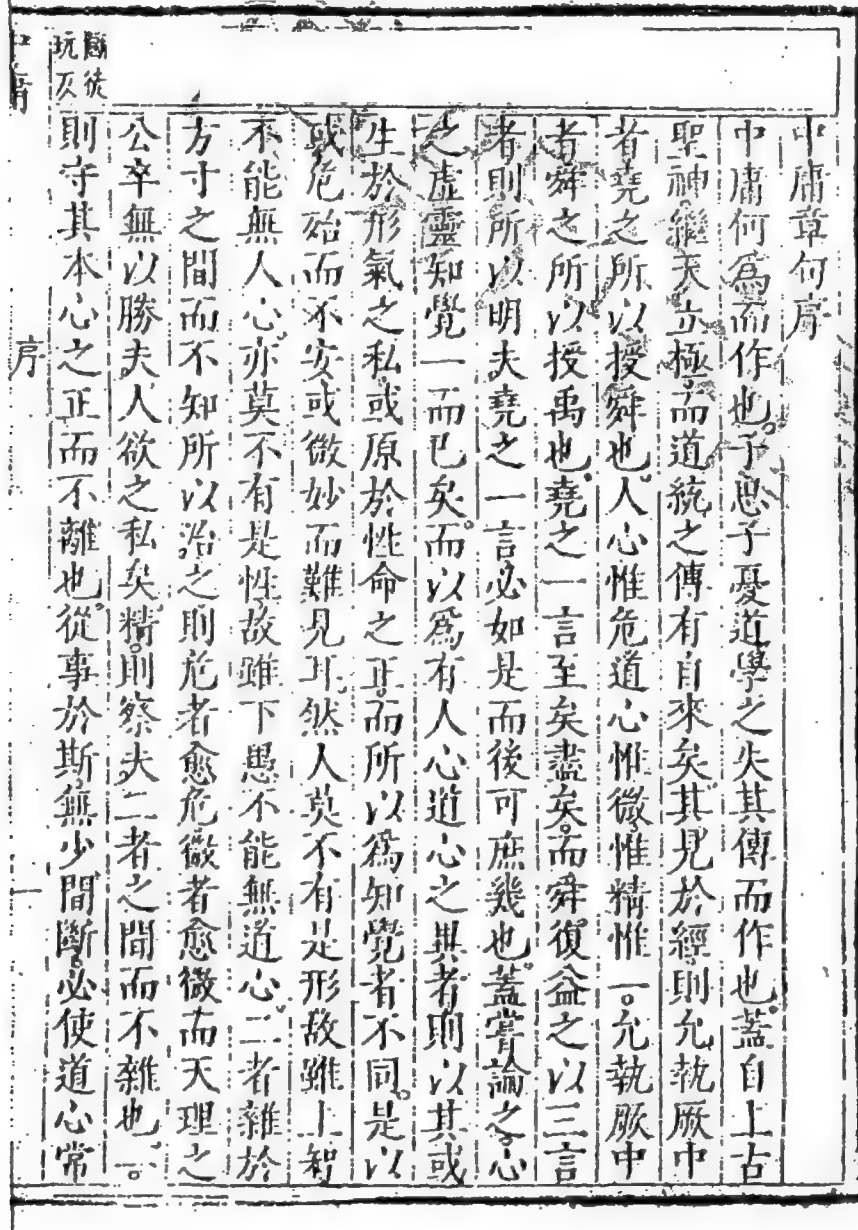 中庸章句序
中庸何為而作也。子思子憂道學之失其傳而作也。蓋自上古
聖神繼天立極。而道統之傳有自來矣。其見於經則允執厥中
者堯之所以授舜也。人心惟危道心惟微惟精惟一。允執厥中
者舜之所以授禹也。堯之一言至矣盡矣。而舜復益之以三言
者則所以明夫堯之一言必如是而後可庶幾也。蓋嘗論之。心
之虛靈知覺一而已矣。而以爲有人心道心之異者則以其或
生於形氣之私。或原於性命之正。而所以爲知覺者不同。是以
或危殆而不安或微妙而難見耳。然人莫不有是形故雖上智
不能無人心。亦莫不有是性。故雖下愚不能無道心。二者雜於
方寸之間而不知所以治之則危者愈危微者愈微而天理之
公卒無以勝夫人欲之私矣。精。則察夫二者之間而不雜也。一。
則守其本心之正而不離也。從事於斯。無少間斷。必使道心常
中庸
序
一